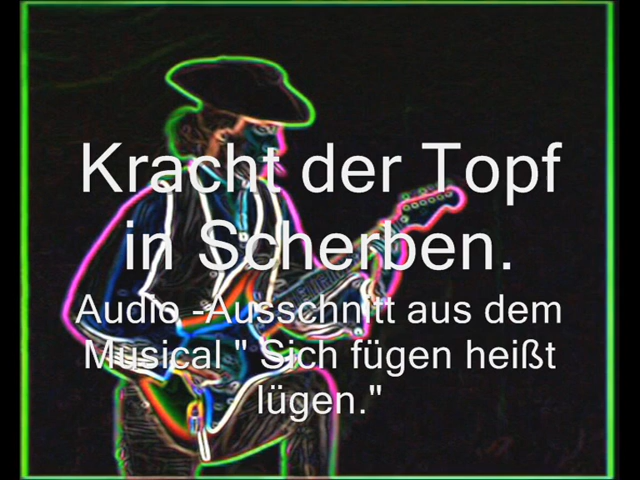 Kracht der Topf
in Scherben.
Audio -Ausschnitt aus dem
Musical " Sich fügen heißt
lügen."